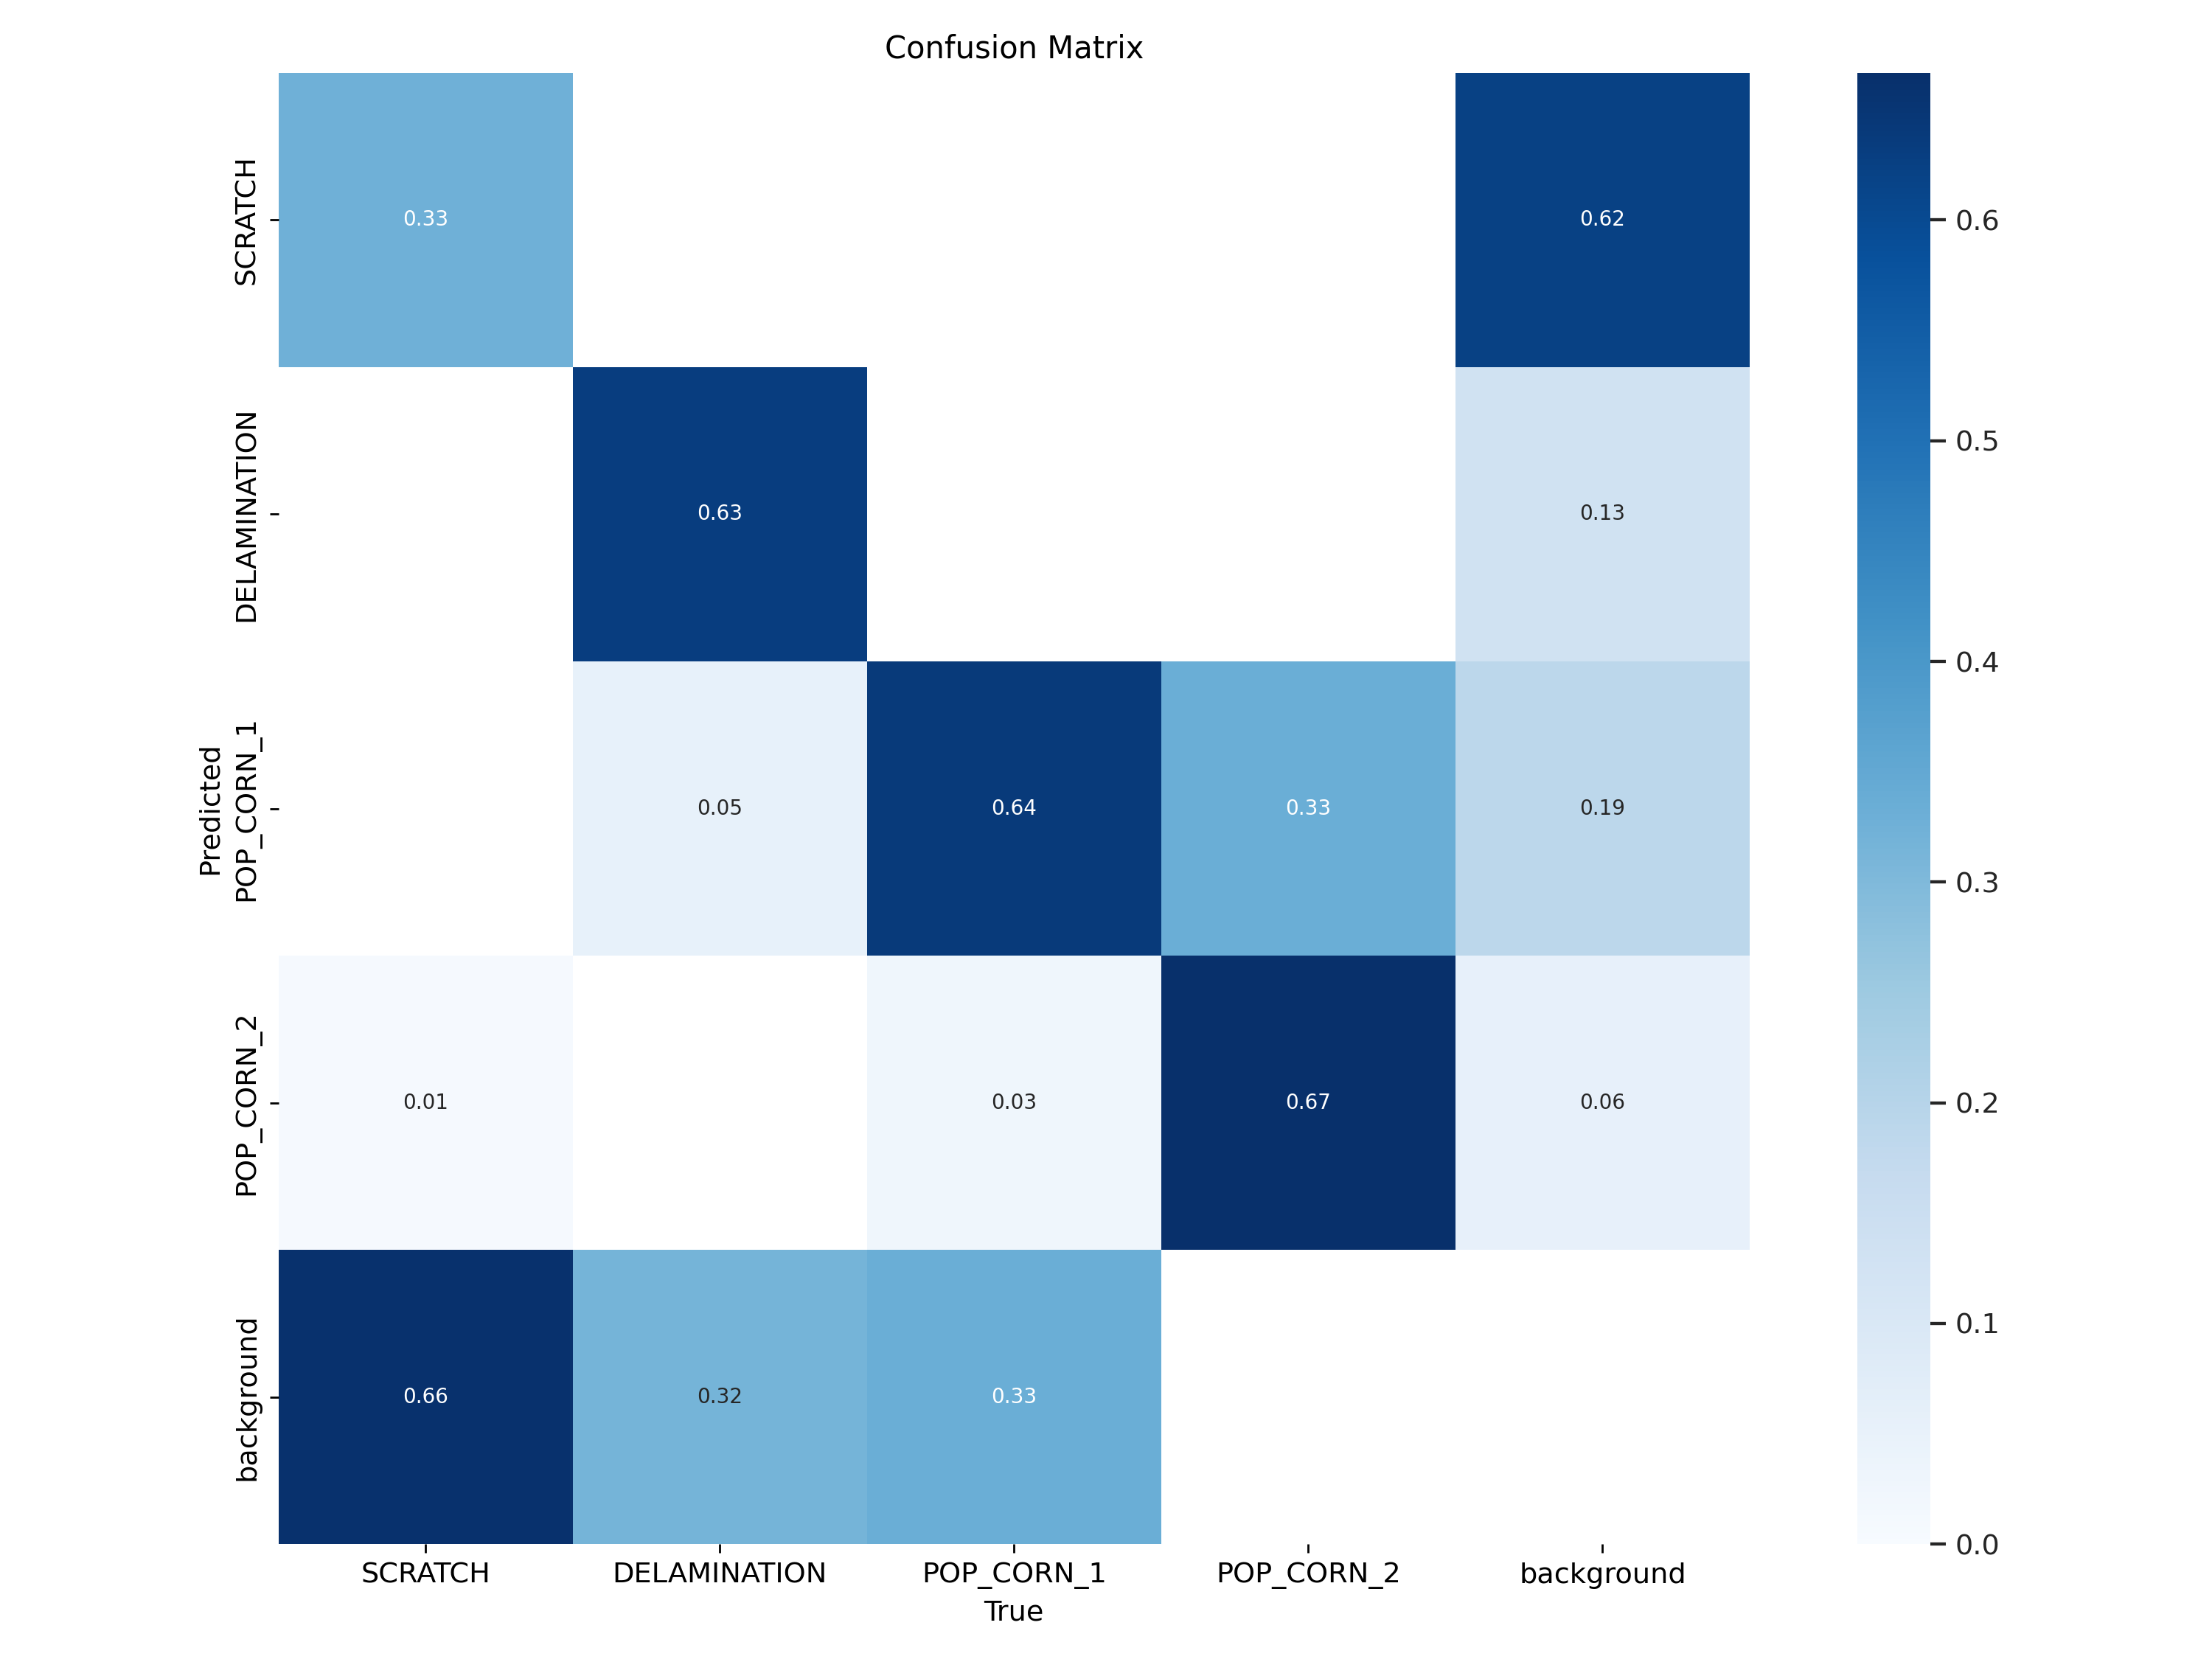 Confusion Matrix
SCRATCH
0.33
0.62
0.6
DELAMINATION
0.63
0.13
0.5
0.4
Predicted
POP_CORN_1
0.05
0.64
0.33
0.19
0.3
POP_CORN_2
0.01
0.03
0.67
0.06
0.2
background
0.66
0.32
0.33
0.1
0.0
SCRATCH DELAMINATION POP_CORN_1 POP_CORN_2 background
True